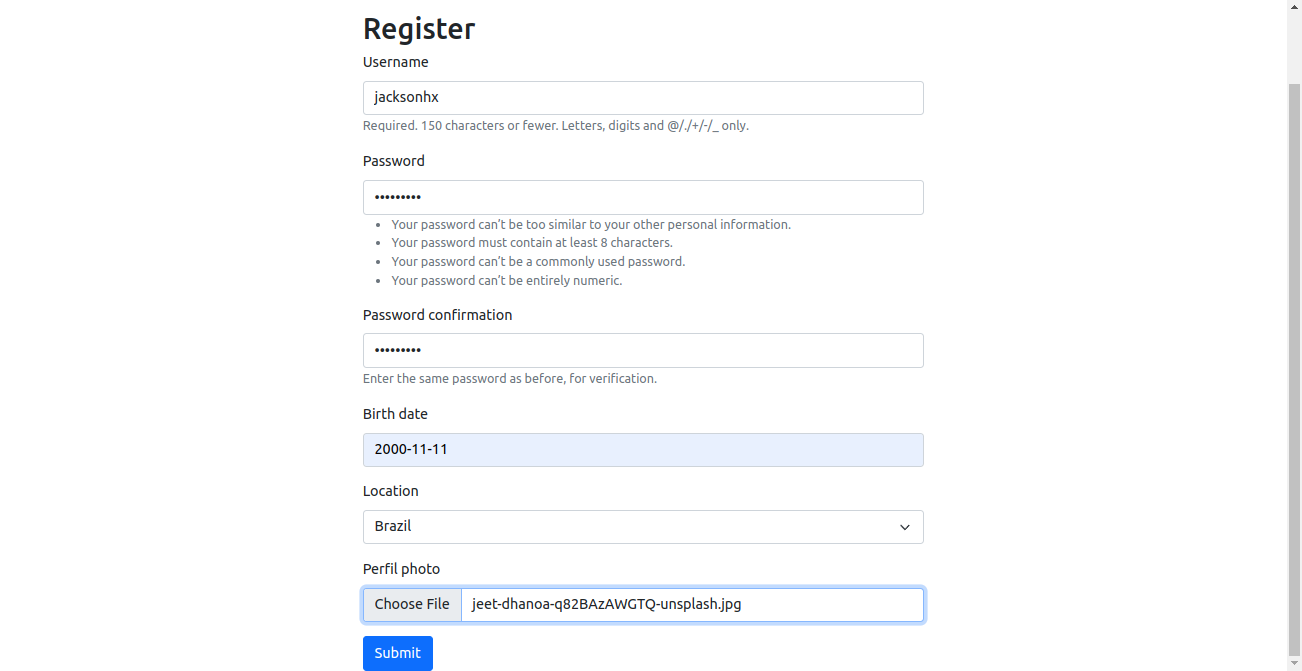 Register
Username
jacksonhx
Required. 150 characters or fewer. Letters, digits and @/./+/-/_ only.
Password
•••••••••
Your password can’t be too similar to your other personal information.
Your password must contain at least 8 characters.
Your password can’t be a commonly used password.
Your password can’t be entirely numeric.
Password confirmation
•••••••••
Enter the same password as before, for verification.
Birth date
2000-11-11
Location
Brazil
Perfil photo
Choose File jeet-dhanoa-q82BAzAWGTQ-unsplash.jpg
Submit